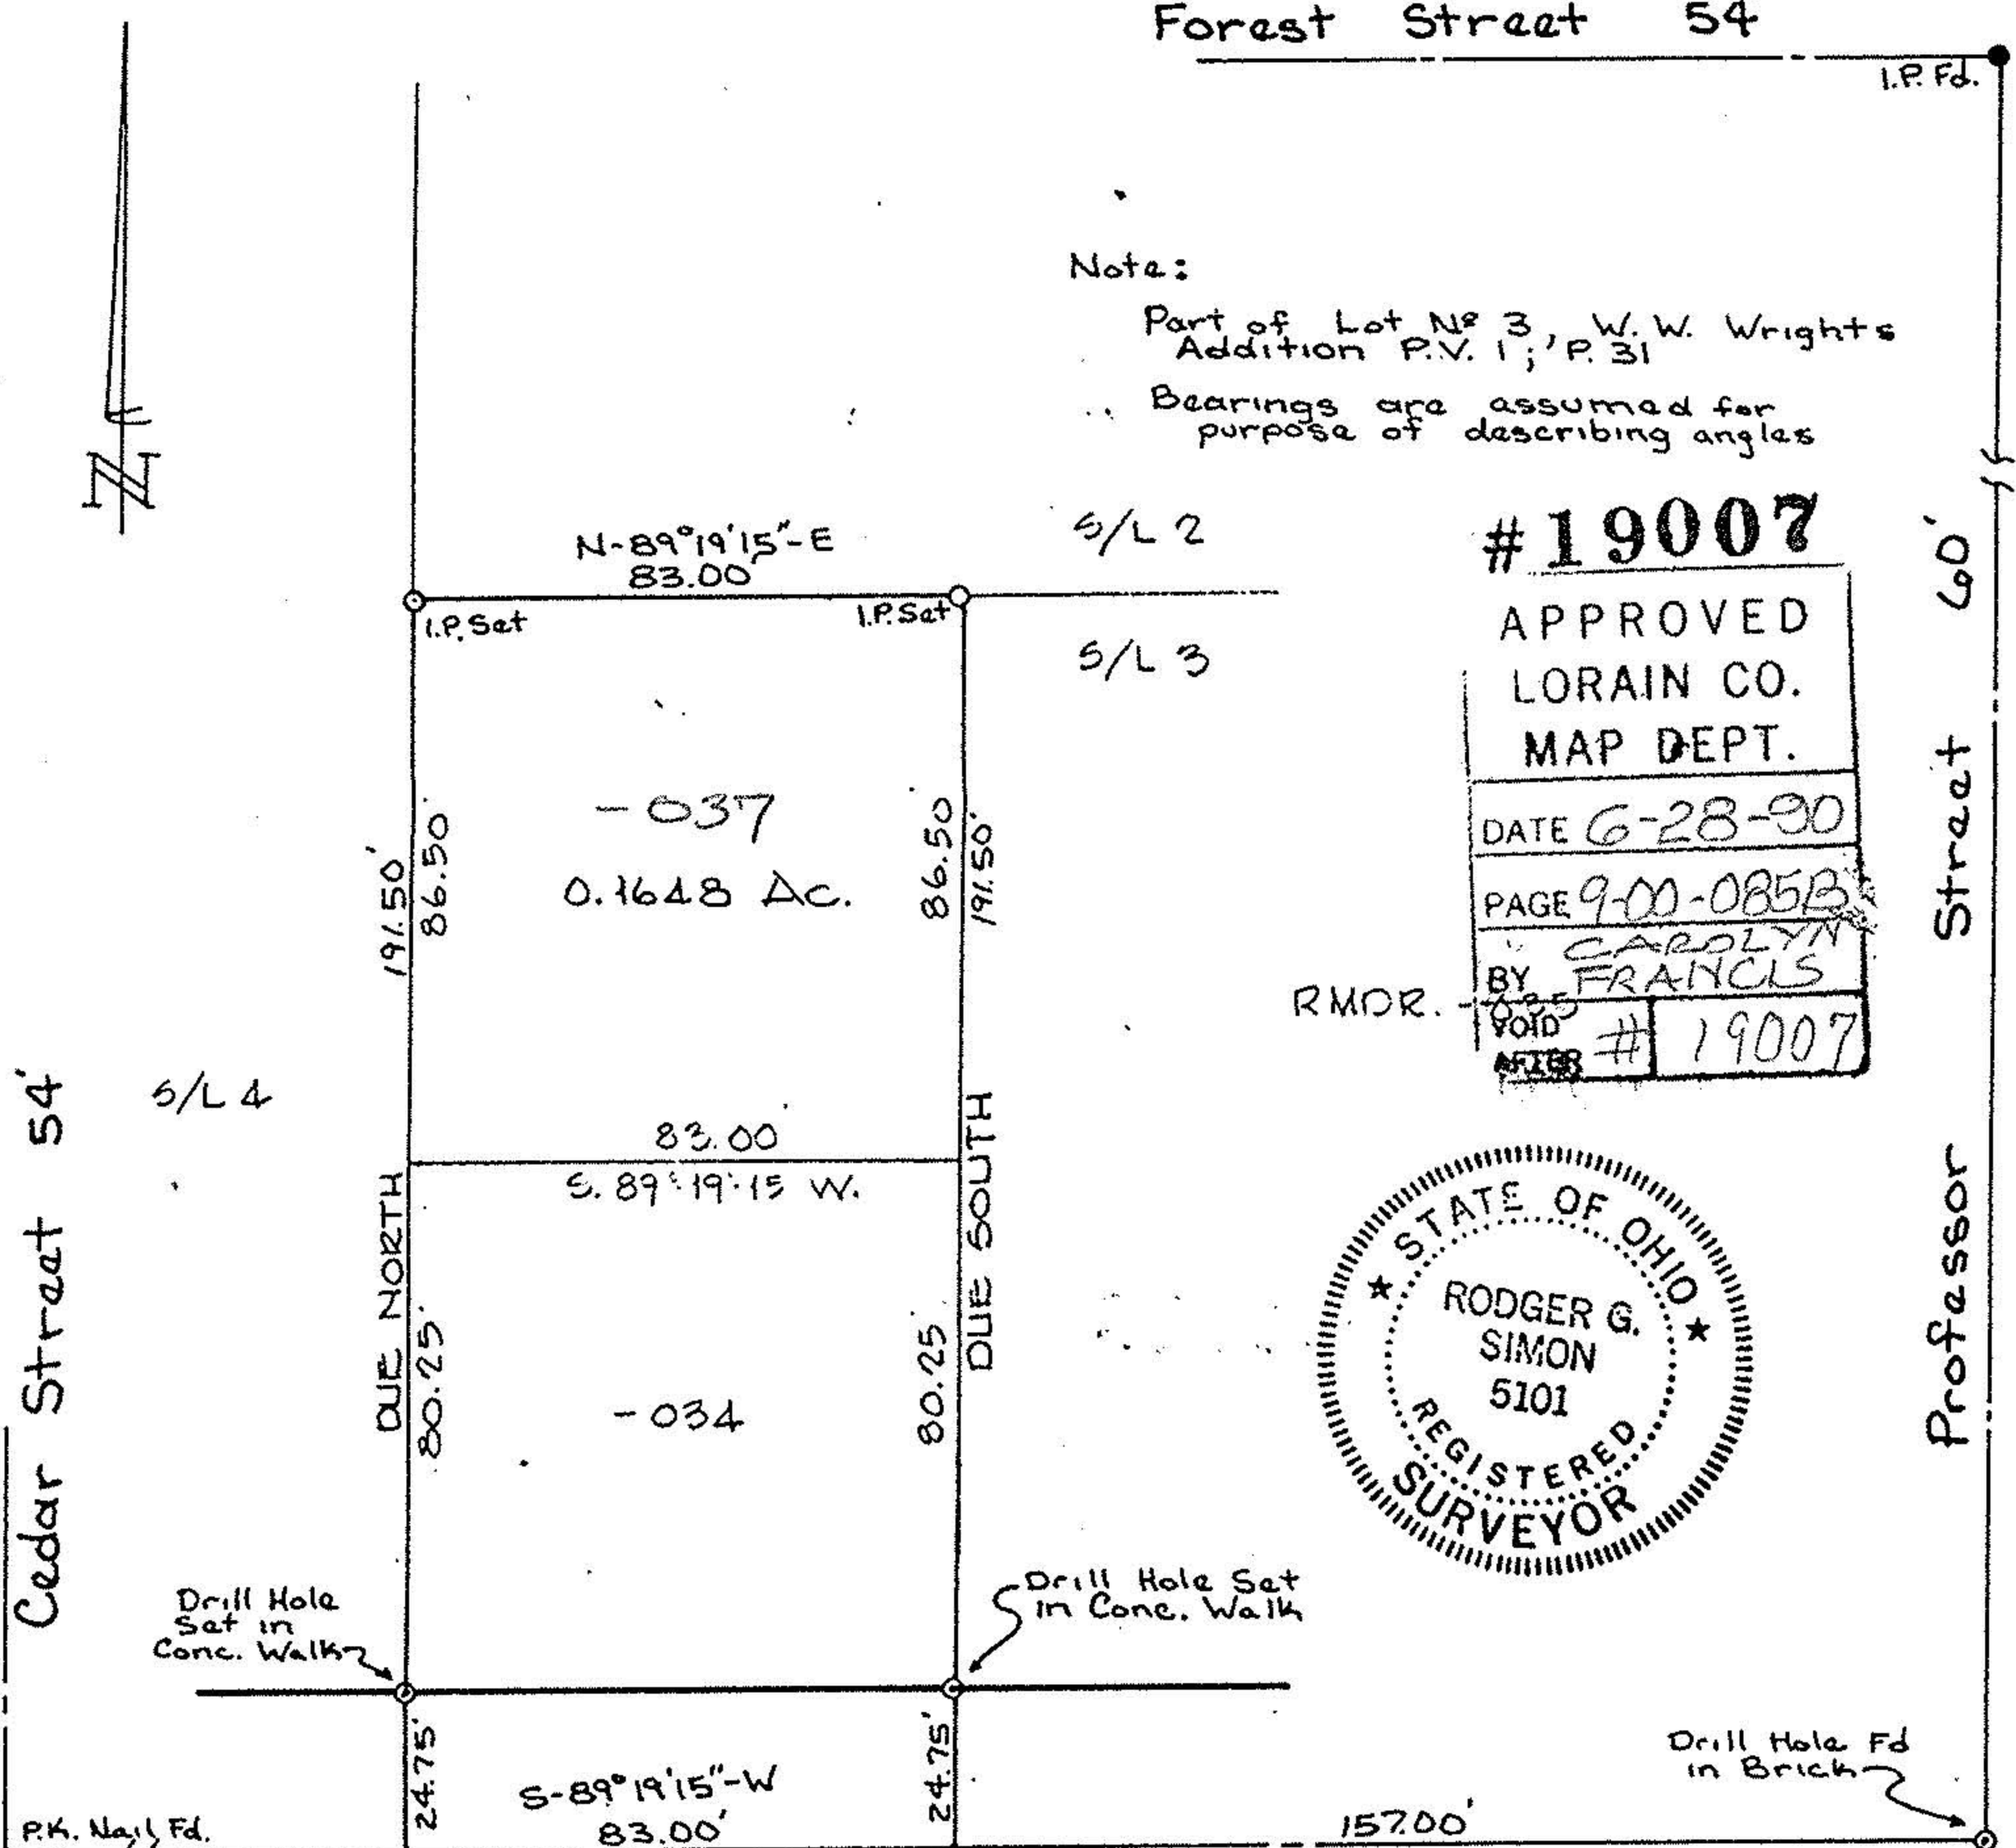 Forest Street 54
I.P. Fd.
Note:
Part of Lot Nº 3, W. W. Wrights
Addition P.V. 1; P. 31
Bearings are assumed for
purpose of describing angles
N
N-89°19'15"-E
83.00'
S/L 2
#19007
I.P. Set
I.P. Set
S/L 3
APPROVED
LORAIN CO.
MAP DEPT.
DATE 6-28-90
PAGE 9-00-085B
BY CAROLYN
FRANCIS
VOID
AFTER # 19007
RMDR.
Professor Street 60'
-037
0.1648 Ac.
191.50'
86.50
86.50
191.50'
S/L 4
Cedar Street 54'
83.00
S. 89°19'15 W.
DUE NORTH
80.25
80.25
DUE SOUTH
-034
STATE OF OHIO
RODGER G.
SIMON
5101
REGISTERED
SURVEYOR
Drill Hole
Set in
Conc. Walk
Drill Hole Set
in Conc. Walk
24.75'
24.75'
S-89°19'15"-W
83.00'
157.00'
Drill Hole Fd
in Brick
P.K. Nail Fd.